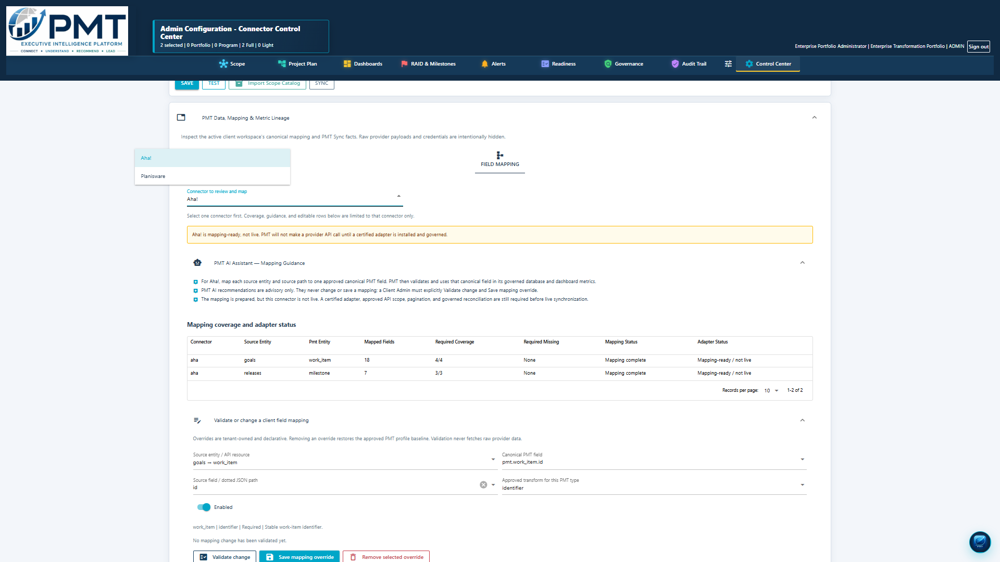 PMT
EXECUTIVE INTELLIGENCE PLATFORM
CONNECT • UNDERSTAND • RECOMMEND • LEAD
Admin Configuration - Connector Control
Center
2 selected | 0 Portfolio | 0 Program | 2 Full | 0 Light
Enterprise Portfolio Administrator | Enterprise Transformation Portfolio | ADMIN
Sign out
Scope
Project Plan
Dashboards
RAID & Milestones
Alerts
Readiness
Governance
Audit Trail
Control Center
SAVE
TEST
Import Scope Catalog
SYNC
PMT Data, Mapping & Metric Lineage
Inspect the active client workspace's canonical mapping and PMT Sync facts. Raw provider payloads and credentials are intentionally hidden.
Aha!
Planisware
FIELD MAPPING
Connector to review and map
Aha!
Select one connector first. Coverage, guidance, and editable rows below are limited to that connector only.
Aha! is mapping-ready, not live. PMT will not make a provider API call until a certified adapter is installed and governed.
PMT AI Assistant — Mapping Guidance
For Aha!, map each source entity and source path to one approved canonical PMT field. PMT then validates and uses that canonical field in its governed database and dashboard metrics.
PMT AI recommendations are advisory only. They never change or save a mapping; a Client Admin must explicitly Validate change and Save mapping override.
The mapping is prepared, but this connector is not live. A certified adapter, approved API scope, pagination, and governed reconciliation are still required before live synchronization.
Mapping coverage and adapter status
Connector Source Entity Pmt Entity Mapped Fields Required Coverage Required Missing Mapping Status Adapter Status
aha goals work_item 18 4/4 None Mapping complete Mapping-ready / not live
aha releases milestone 7 3/3 None Mapping complete Mapping-ready / not live
Records per page: 10 1-2 of 2
Validate or change a client field mapping
Overrides are tenant-owned and declarative. Removing an override restores the approved PMT profile baseline. Validation never fetches raw provider data.
Source entity / API resource
goals → work_item
Canonical PMT field
pmt.work_item.id
Source field / dotted JSON path
id
Approved transform for this PMT type
identifier
Enabled
work_item | identifier | Required | Stable work-item identifier.
No mapping change has been validated yet.
Validate change
Save mapping override
Remove selected override
PMT